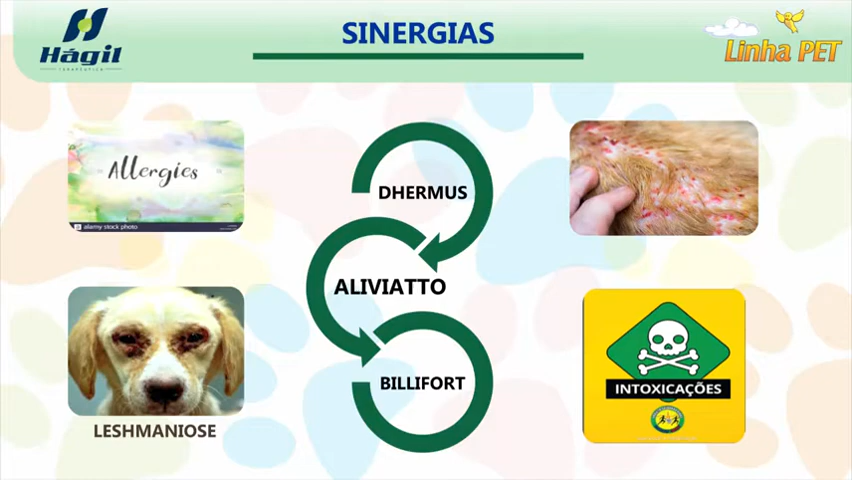 SINERGIAS
Hágil
TERAPÊUTICA
Linha PET
Allergies
alamy stock photo
DHERMUS
ALIVIATTO
BILLIFORT
LESHMANIOSE
INTOXICAÇÕES